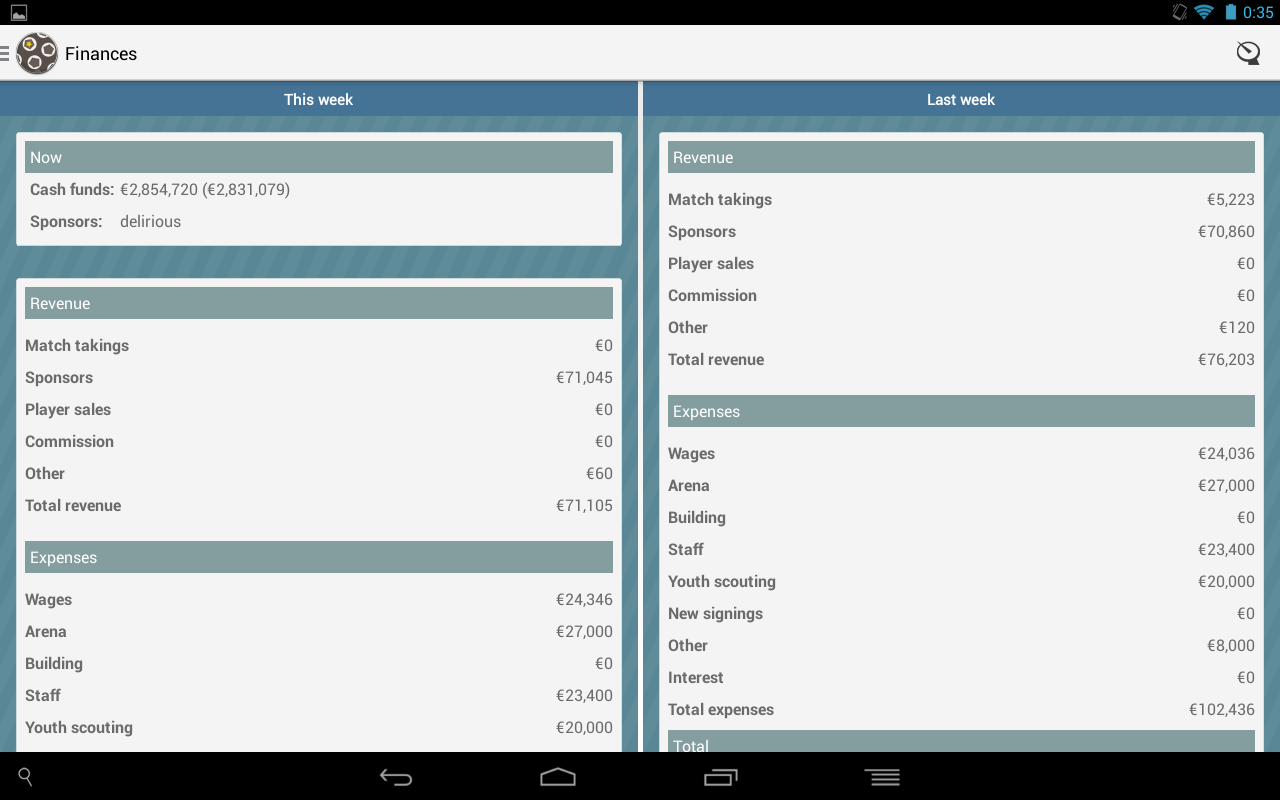 0:35
Finances
This week
Now
Cash funds: €2,854,720 (€2,831,079)
Sponsors: delirious
Revenue
Match takings €0
Sponsors €71,045
Player sales €0
Commission €0
Other €60
Total revenue €71,105
Expenses
Wages €24,346
Arena €27,000
Building €0
Staff €23,400
Youth scouting €20,000
Last week
Revenue
Match takings €5,223
Sponsors €70,860
Player sales €0
Commission €0
Other €120
Total revenue €76,203
Expenses
Wages €24,036
Arena €27,000
Building €0
Staff €23,400
Youth scouting €20,000
New signings €0
Other €8,000
Interest €0
Total expenses €102,436
Total